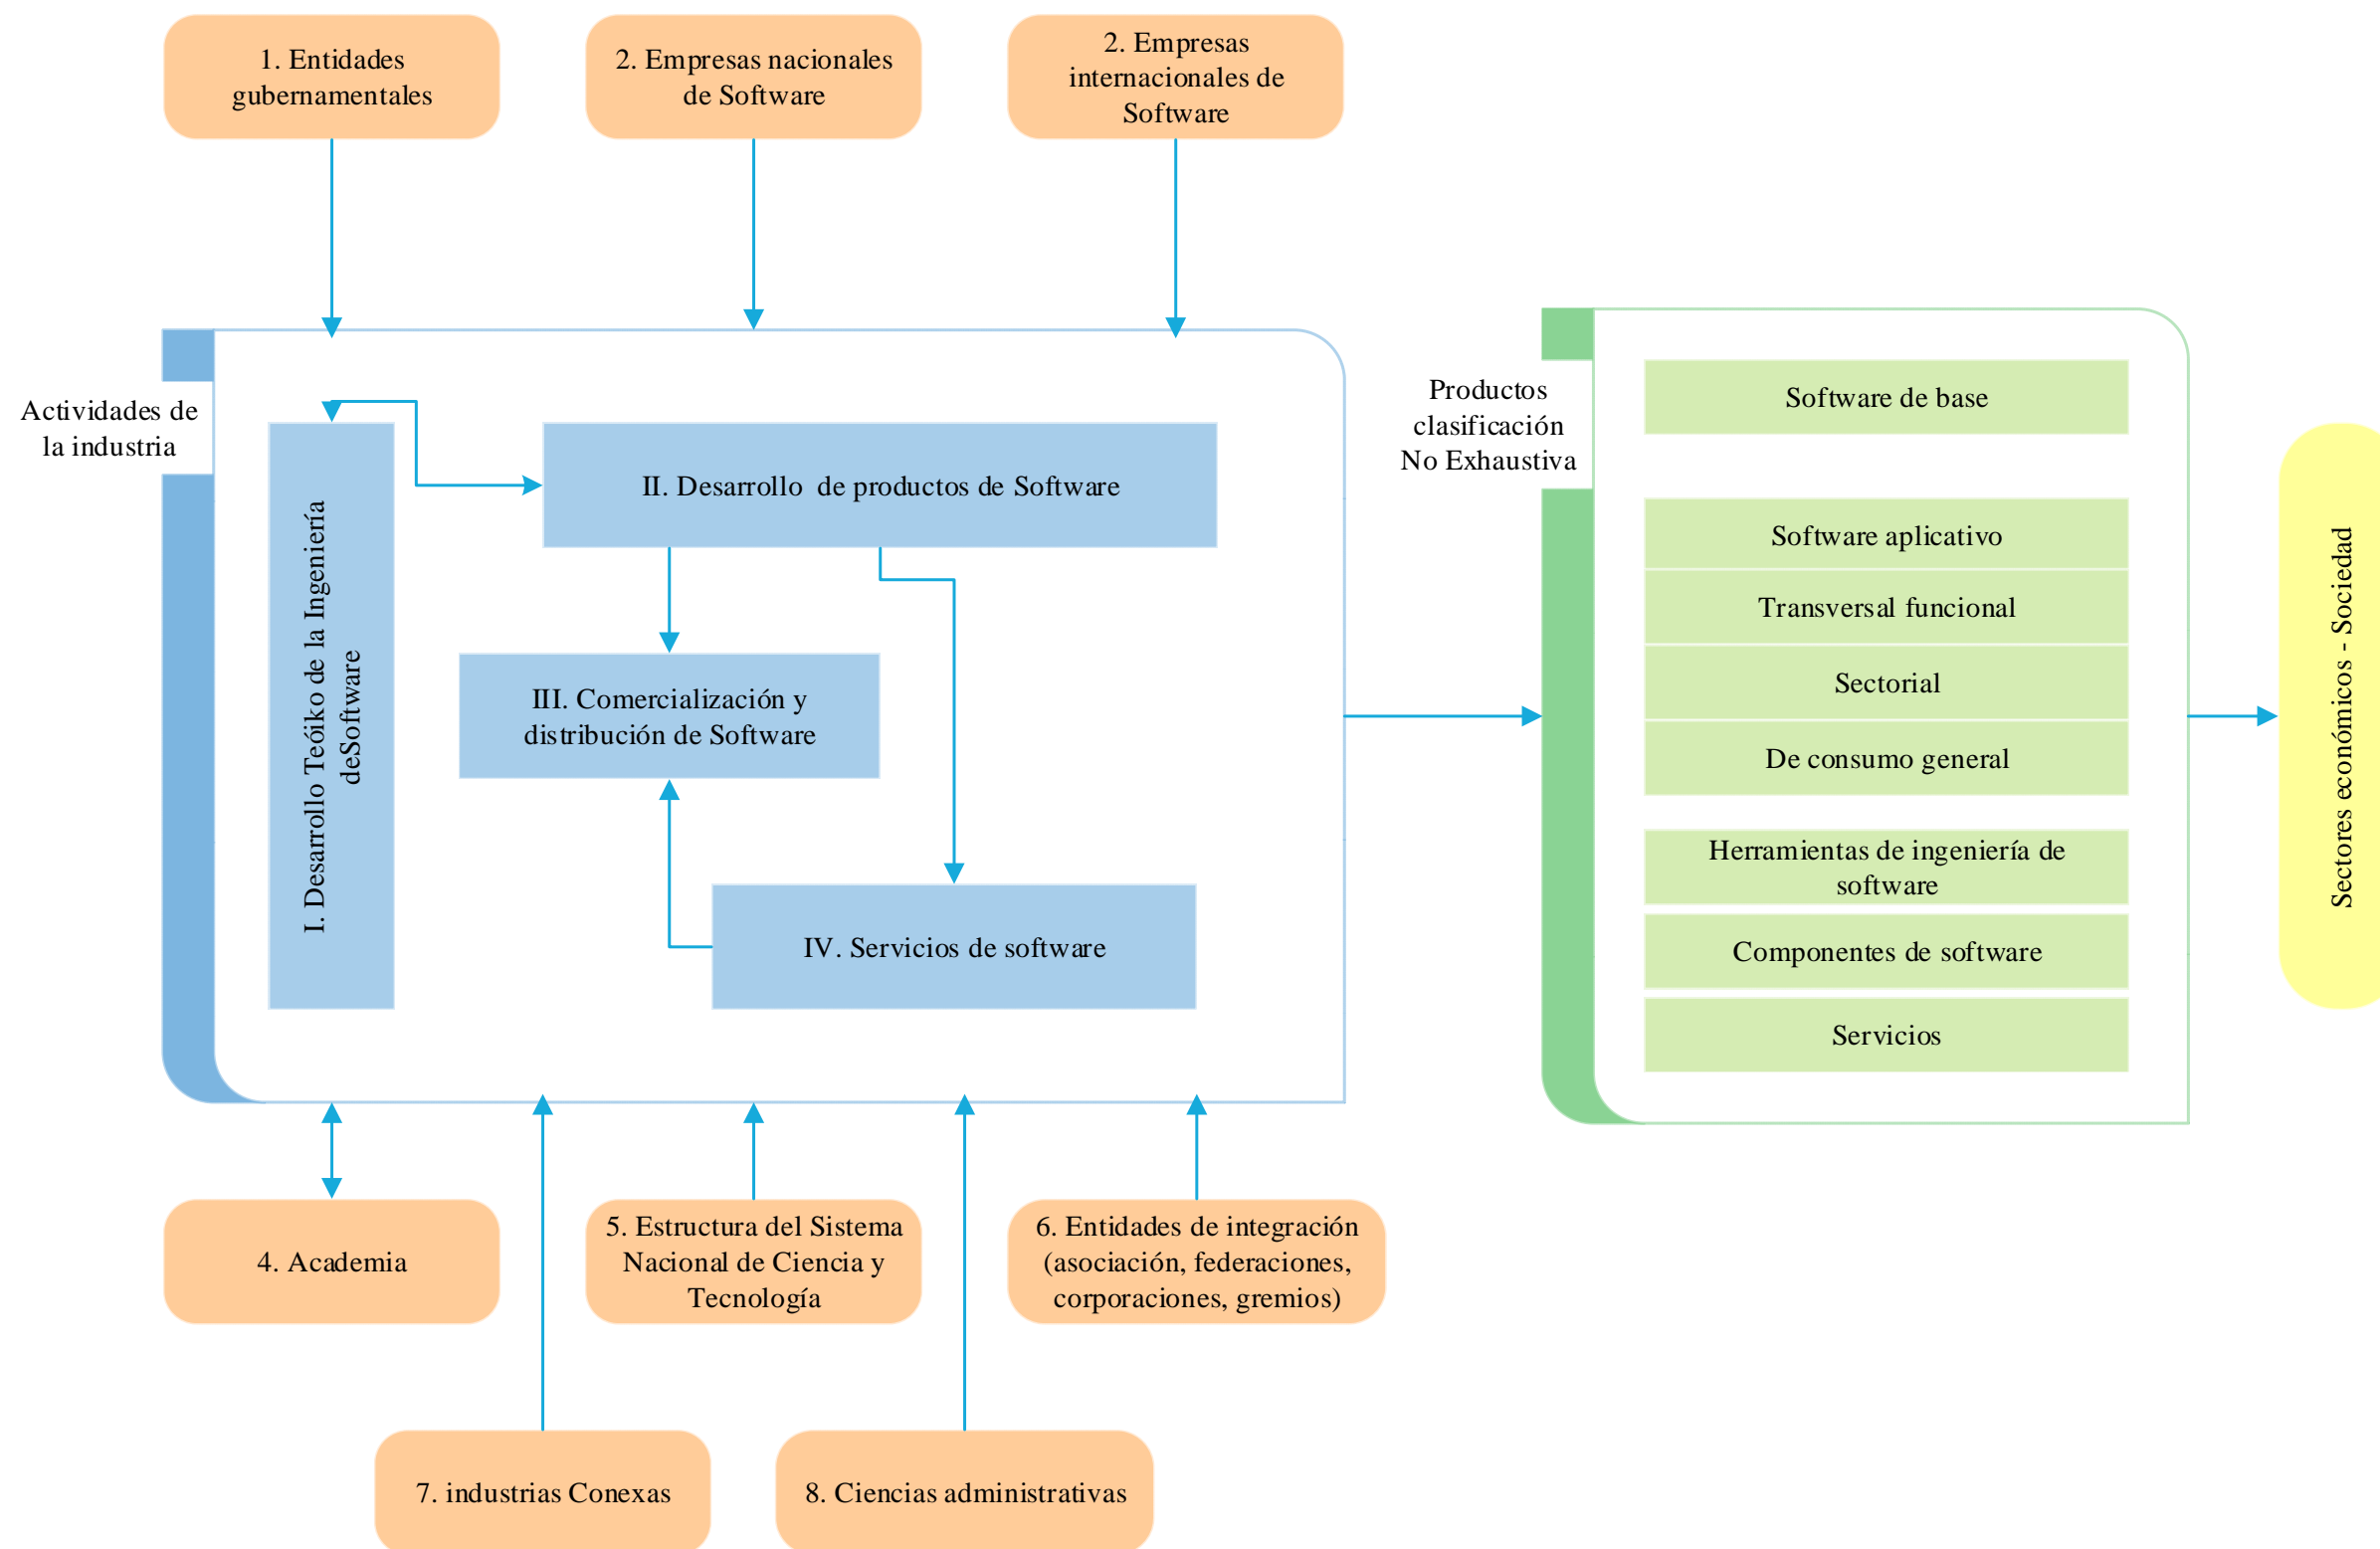 1. Entidades
gubernamentales
2. Empresas nacionales
de Software
2. Empresas
internacionales de
Software
Actividades de
la industria
I. Desarrollo Teóiko de la Ingeniería
deSoftware
II. Desarrollo  de productos de Software
III. Comercialización y
distribución de Software
IV. Servicios de software
Productos
clasificación
No Exhaustiva
Software de base
Software aplicativo
Transversal funcional
Sectorial
De consumo general
Herramientas de ingeniería de
software
Componentes de software
Servicios
Sectores económicos - Sociedad
4. Academia
5. Estructura del Sistema
Nacional de Ciencia y
Tecnología
6. Entidades de integración
(asociación, federaciones,
corporaciones, gremios)
7. industrias Conexas
8. Ciencias administrativas